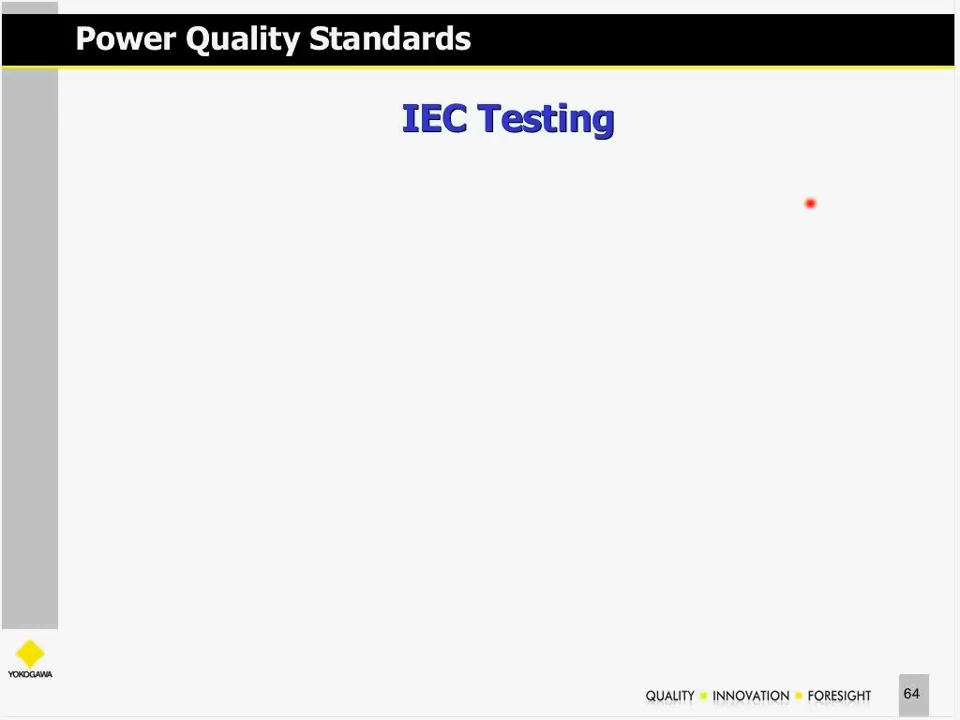 Power Quality Standards
IEC Testing
YOKOGAWA
QUALITY ■ INNOVATION ■ FORESIGHT
64